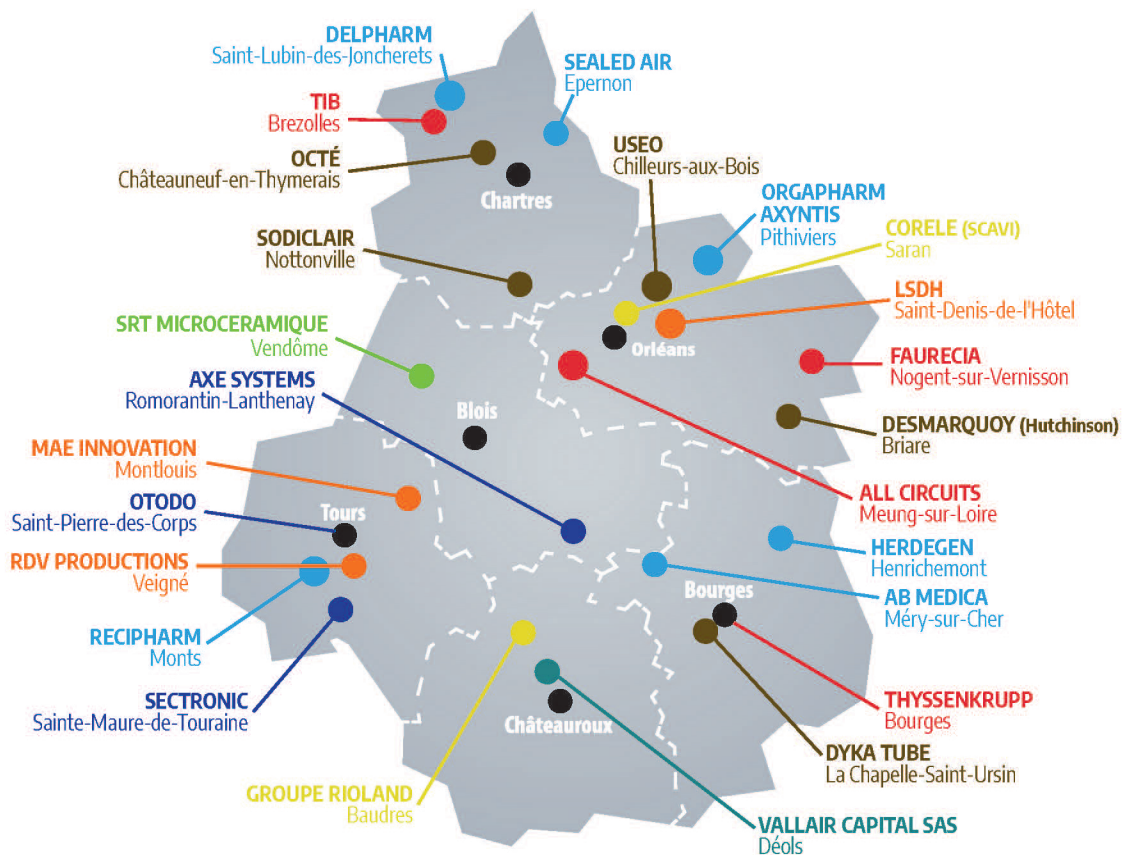 DELPHARM
Saint-Lubin-des-Joncherets
SEALED AIR
Epernon
TIB
Brezolles
OCTÉ
Châteauneuf-en-Thymerais
USEO
Chilleurs-aux-Bois
Chartres
ORGAPHARM
AXYNTIS
Pithiviers
CORELE (SCAVI)
Saran
SODICLAIR
Nottonville
LSDH
Saint-Denis-de-l'Hôtel
SRT MICROCERAMIQUE
Vendôme
Orléans
FAURECIA
Nogent-sur-Vernisson
AXE SYSTEMS
Romorantin-Lanthenay
Blois
DESMARQUOY (Hutchinson)
Briare
MAE INNOVATION
Montlouis
ALL CIRCUITS
Meung-sur-Loire
OTODO
Saint-Pierre-des-Corps
Tours
HERDEGEN
Henrichemont
RDV PRODUCTIONS
Veigné
Bourges
AB MEDICA
Méry-sur-Cher
RECIPHARM
Monts
SECTRONIC
Sainte-Maure-de-Touraine
THYSSENKRUPP
Bourges
Châteauroux
DYKA TUBE
La Chapelle-Saint-Ursin
GROUPE RIOLAND
Baudres
VALLAIR CAPITAL SAS
Déols